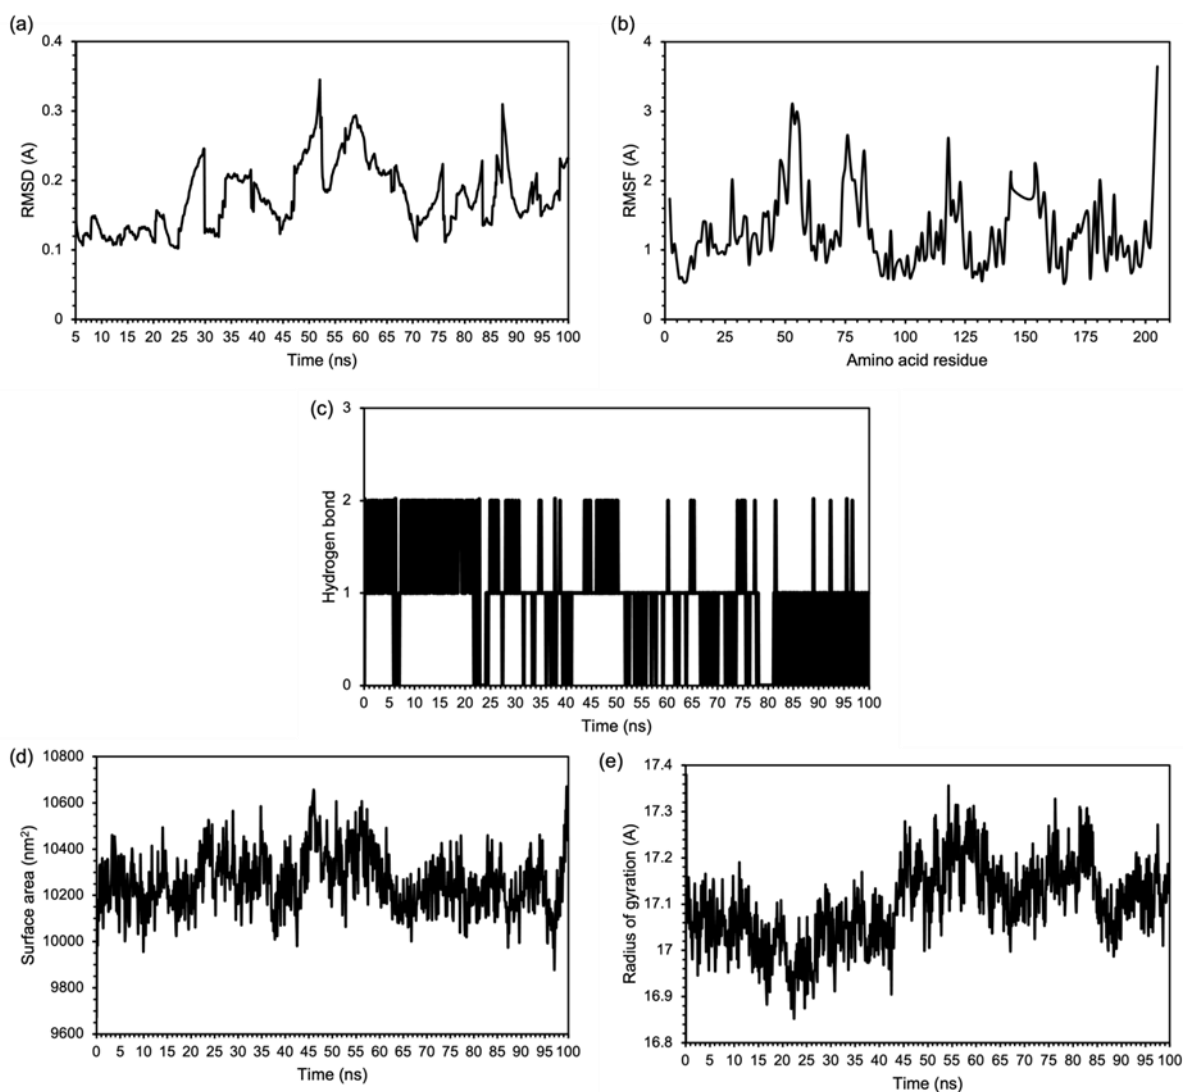 (a)
RMSD (A)
0.4
0.3
0.2
0.1
0
5 10 15 20 25 30 35 40 45 50 55 60 65 70 75 80 85 90 95 100
Time (ns)
(b)
RMSF (A)
4
3
2
1
0
0 25 50 75 100 125 150 175 200
Amino acid residue
(c)
Hydrogen bond
3
2
1
0
0 5 10 15 20 25 30 35 40 45 50 55 60 65 70 75 80 85 90 95 100
Time (ns)
(d)
Surface area (nm²)
10800
10600
10400
10200
10000
9800
9600
0 5 10 15 20 25 30 35 40 45 50 55 60 65 70 75 80 85 90 95 100
Time (ns)
(e)
Radius of gyration (A)
17.4
17.3
17.2
17.1
17
16.9
16.8
0 5 10 15 20 25 30 35 40 45 50 55 60 65 70 75 80 85 90 95 100
Time (ns)